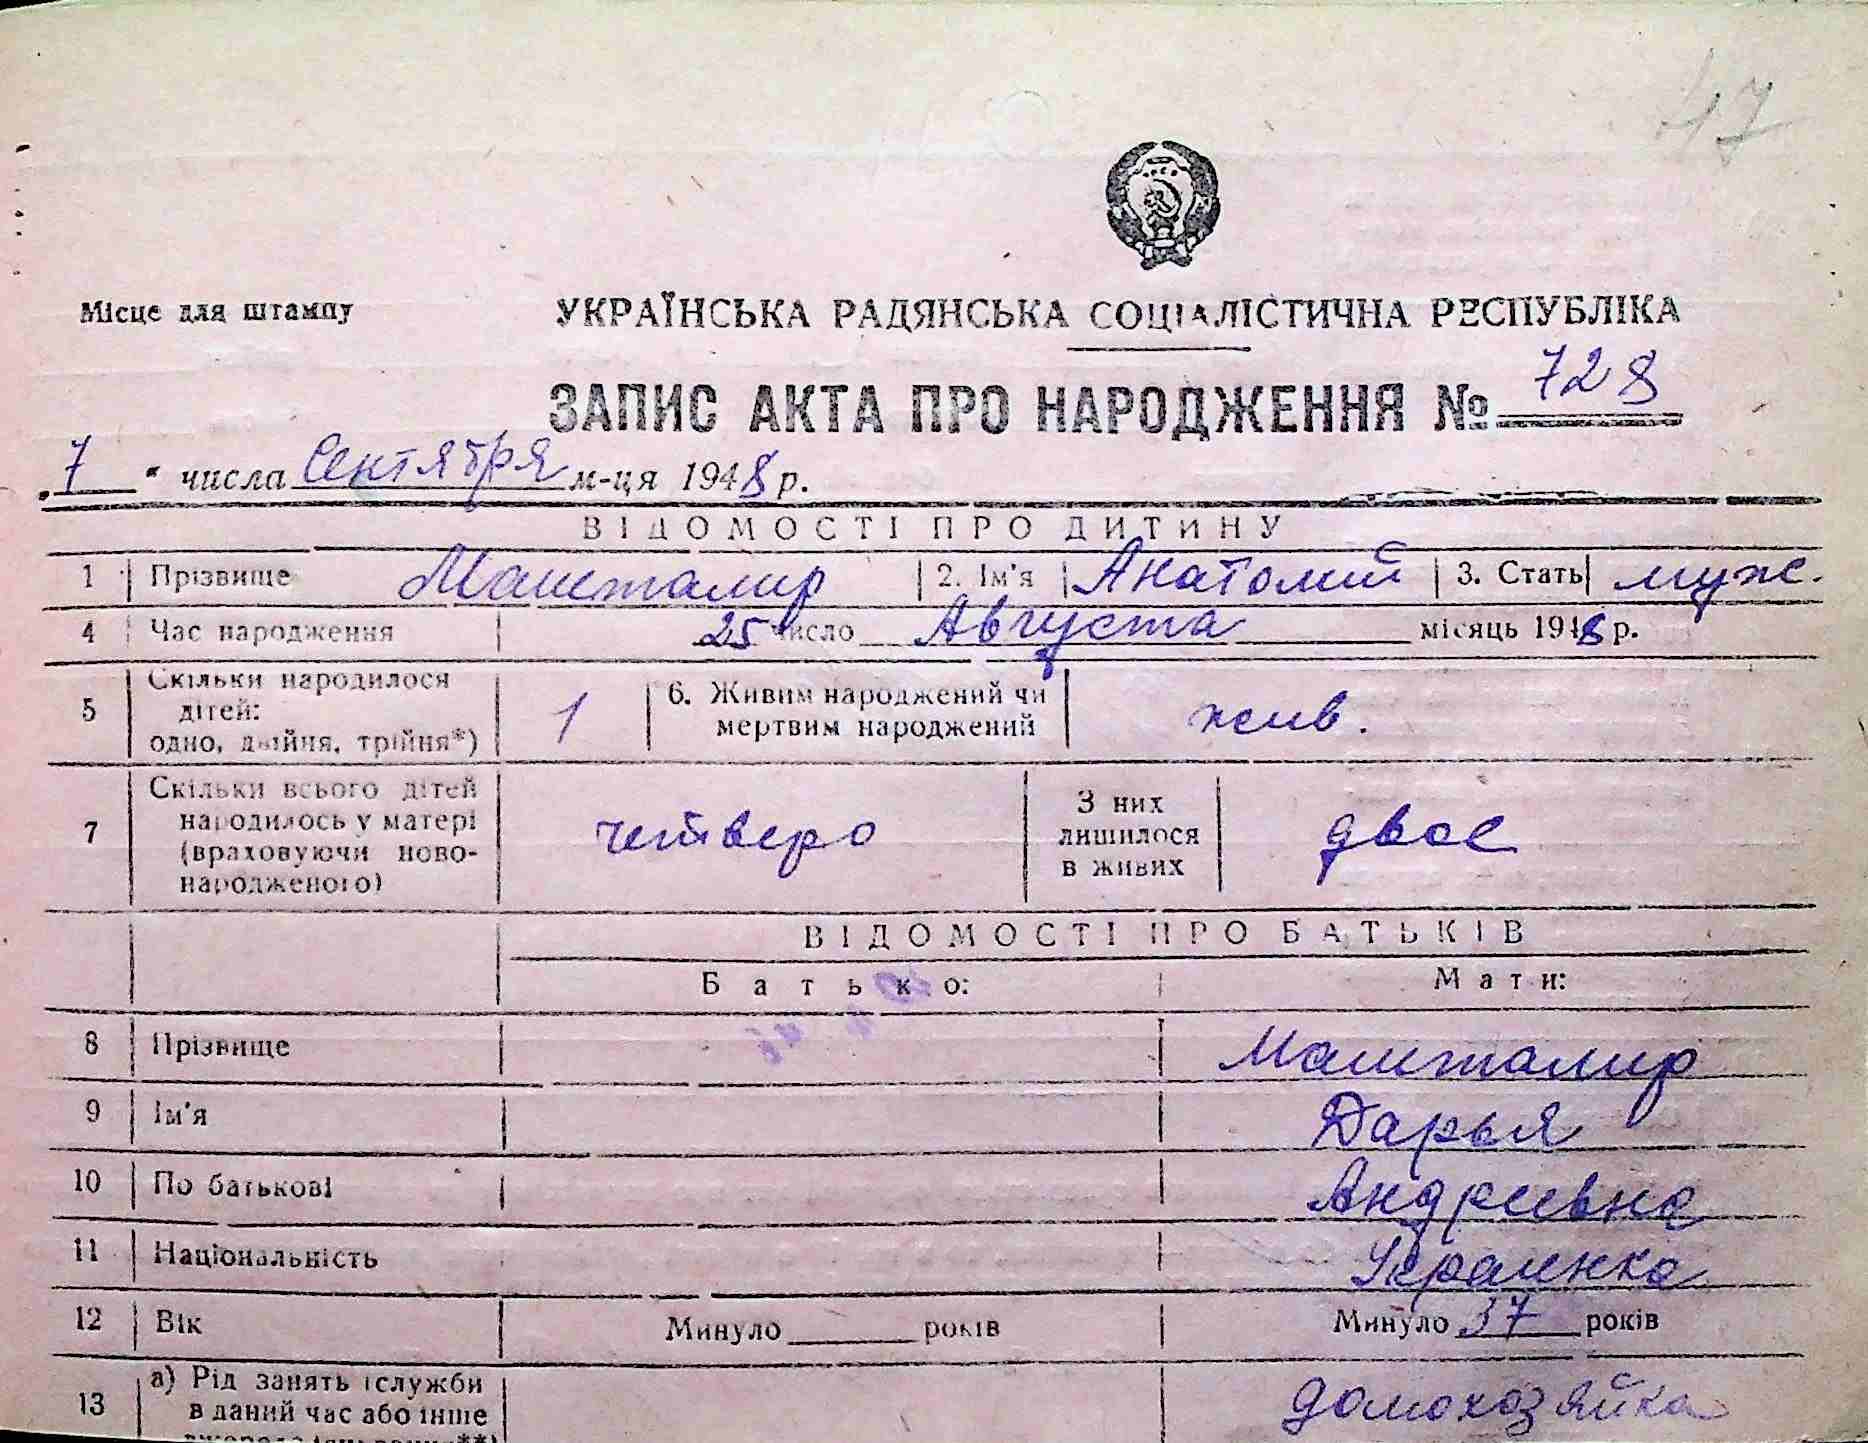 47
Місце для штампу
УКРАЇНСЬКА РАДЯНСЬКА СОЦІАЛІСТИЧНА РЕСПУБЛІКА
ЗАПИС АКТА ПРО НАРОДЖЕННЯ № 728
„7" числа Сентября м-ця 1948 р.
ВІДОМОСТІ ПРО ДИТИНУ
1 Прізвище Маштамир 2. Ім'я Анатолий 3. Стать муж.
4 Час народження 25 число Августа місяць 1948 р.
5 Скільки народилося дітей: одно, двійня, трійня*) 1 6. Живим народжений чи мертвим народжений жив.
7 Скільки всього дітей народилось у матері (враховуючи ново-народженого) четверо З них лишилося в живих двое
ВІДОМОСТІ ПРО БАТЬКІВ
Батько: Мати:
8 Прізвище Маштамир
9 Ім'я Дарья
10 По батькові Андреевна
11 Національність Украинка
12 Вік Минуло ____ років Минуло 37 років
13 а) Рід занять (служби в даний час або інше домохозяйка